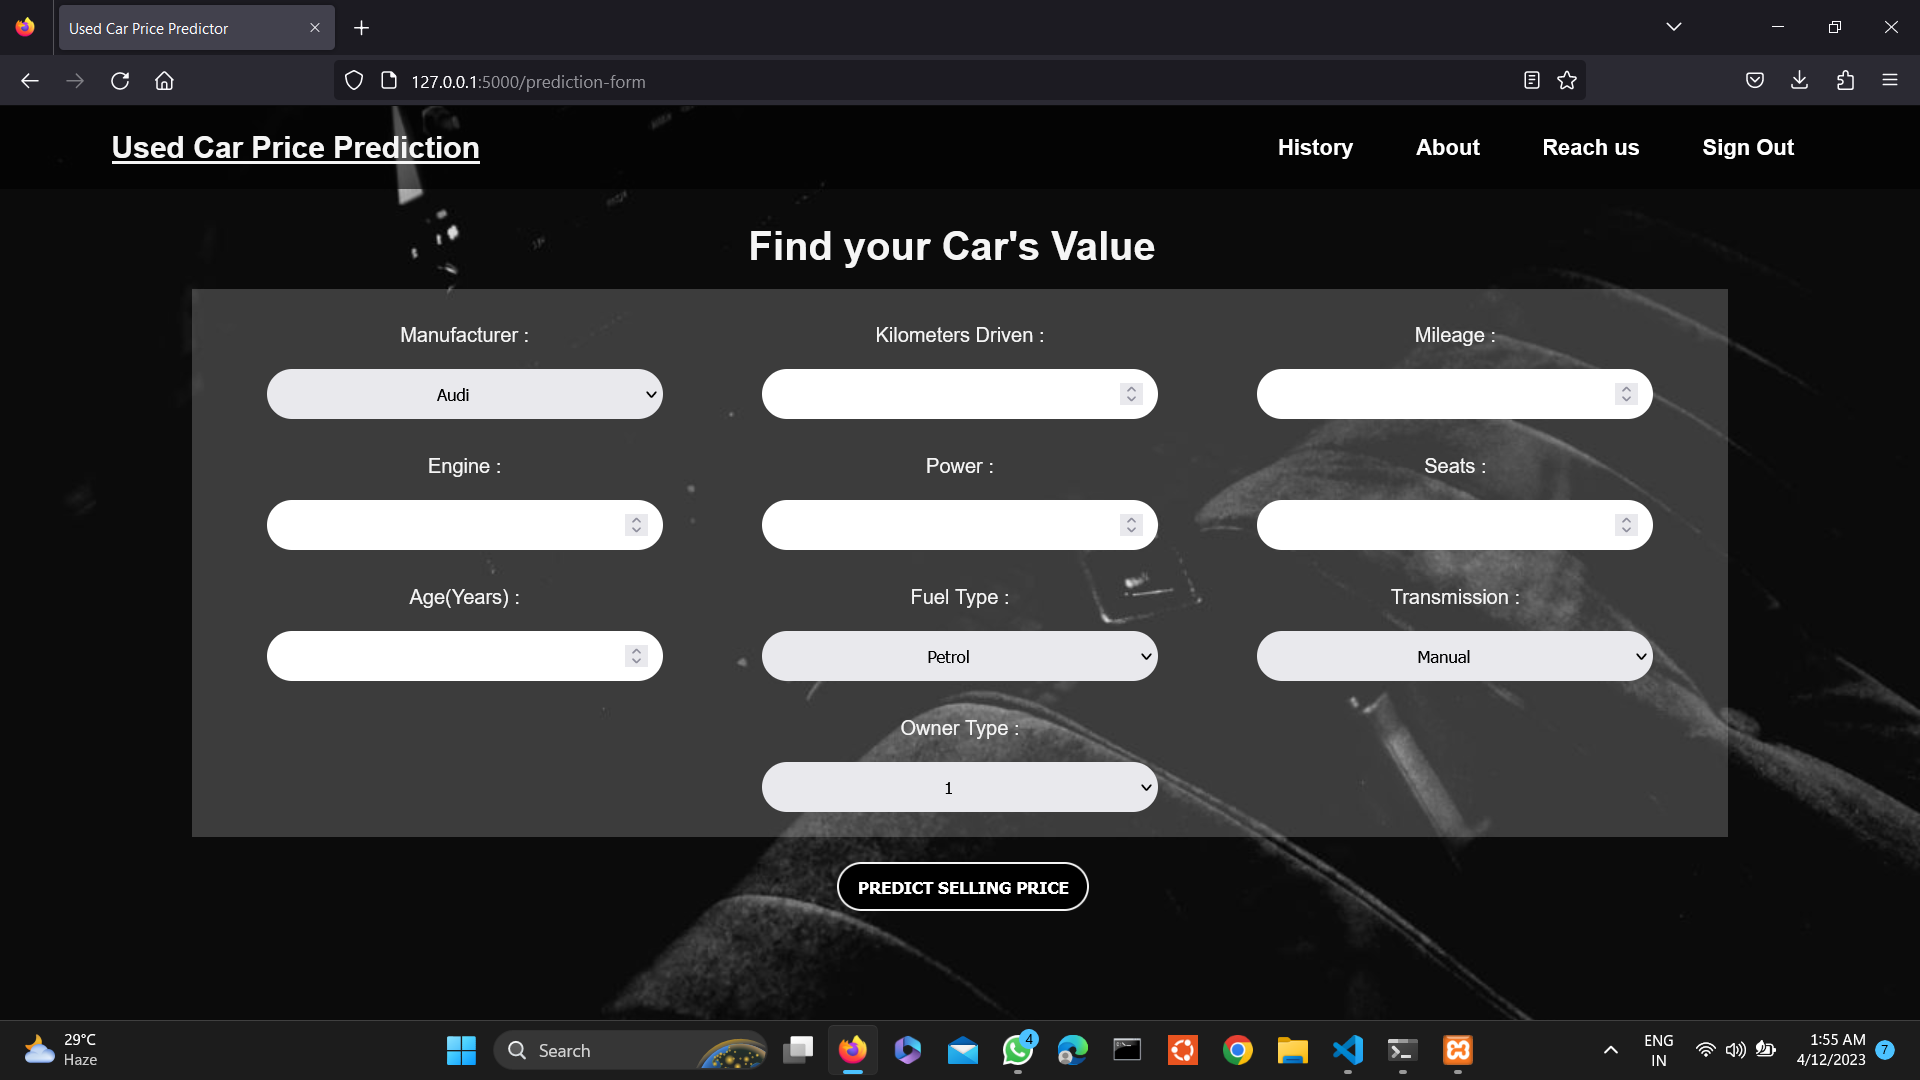 Used Car Price Predictor
127.0.0.1:5000/prediction-form
Used Car Price Prediction
History About Reach us Sign Out
Find your Car's Value
Manufacturer : Kilometers Driven : Mileage :
Audi
Engine : Power : Seats :
Age(Years) : Fuel Type : Transmission :
Petrol Manual
Owner Type :
1
PREDICT SELLING PRICE
29°C
Haze
Search
4
ENG
IN
1:55 AM
4/12/2023
7